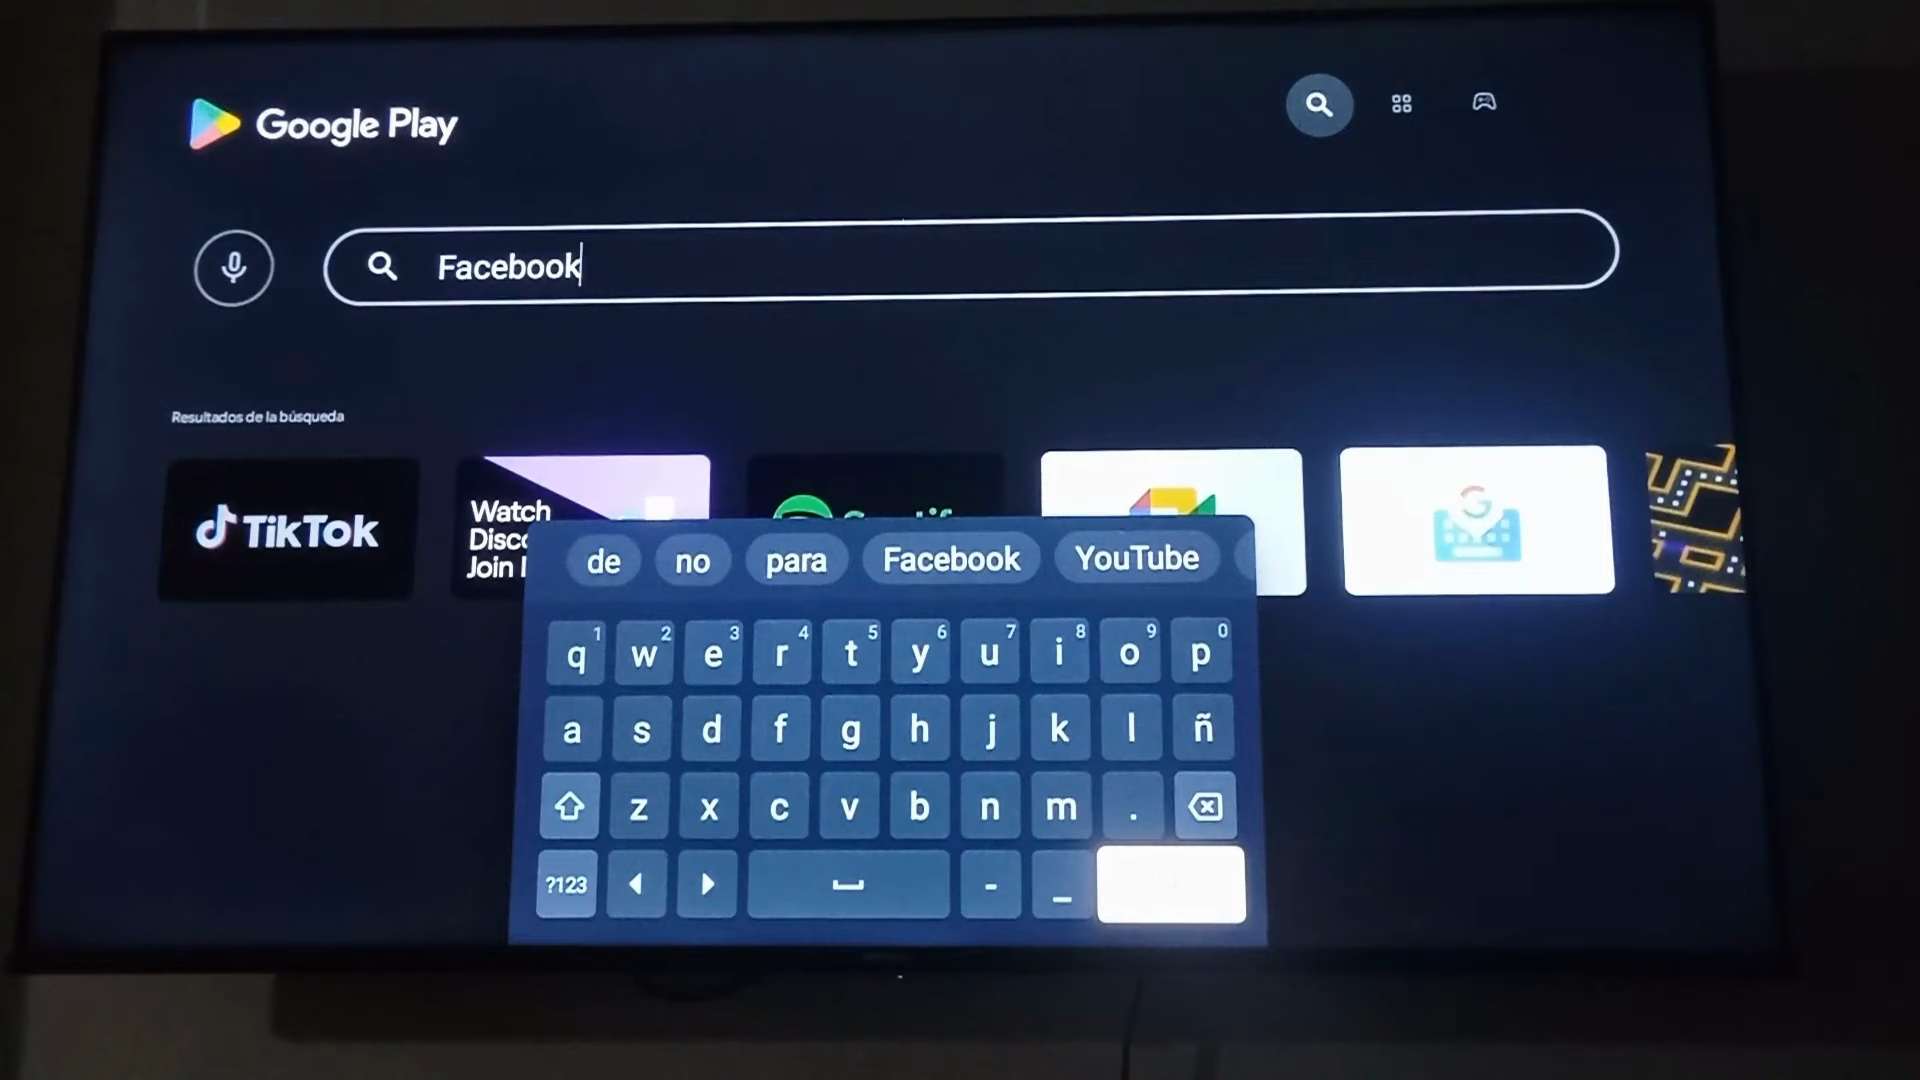 Google Play
Facebook
Resultados de la búsqueda
TikTok
Watch
Join
de no para Facebook YouTube
q 1 w 2 e 3 r 4 t 5 y 6 u 7 i 8 o 9 p 0
a s d f g h j k l ñ
z x c v b n m .
?123 - _